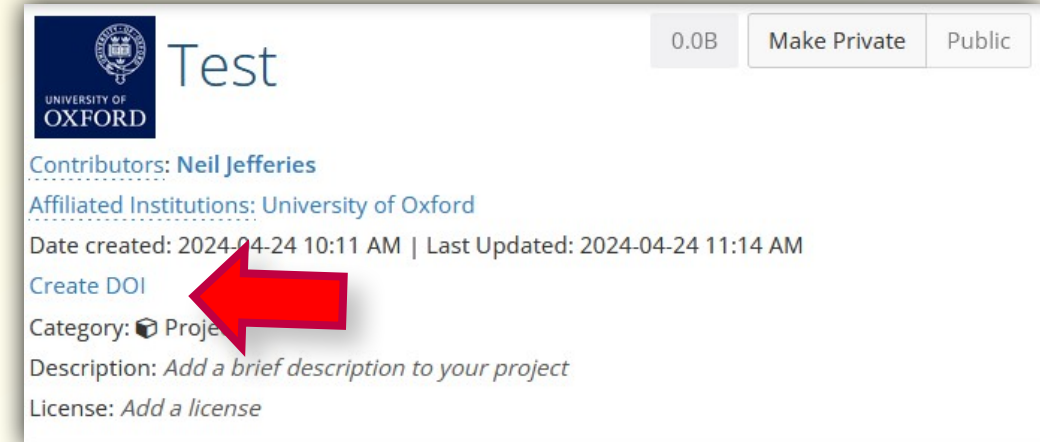 Test
0.0B Make Private Public
UNIVERSITY OF
OXFORD
Contributors: Neil Jefferies
Affiliated Institutions: University of Oxford
Date created: 2024-04-24 10:11 AM | Last Updated: 2024-04-24 11:14 AM
Create DOI
Category:
Description: Add a brief description to your project
License: Add a license